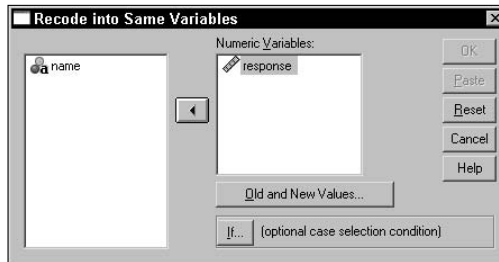 Recode into Same Variables
Numeric Variables:
name
response
OK
Paste
Reset
Cancel
Help
Old and New Values...
If... (optional case selection condition)